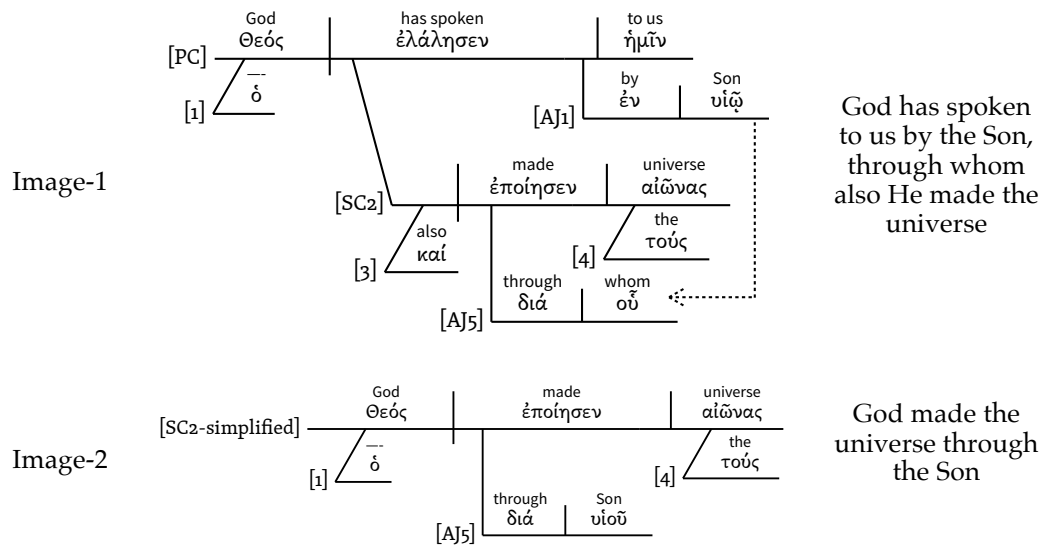 God has spoken to us
[PC] Θεός ἐλάλησεν ἡμῖν
—- by Son
[1] ὁ [AJ1] ἐν υἱῷ
God has spoken
to us by the Son,
through whom
also He made the
universe
Image-1
made universe
[SC2] ἐποίησεν αἰῶνας
also the
[3] καί [4] τούς
through whom
[AJ5] διά οὗ
God made universe
[SC2-simplified] Θεός ἐποίησεν αἰῶνας
—- the
[1] ὁ [4] τούς
through Son
[AJ5] διά υἱοῦ
Image-2
God made the
universe through
the Son